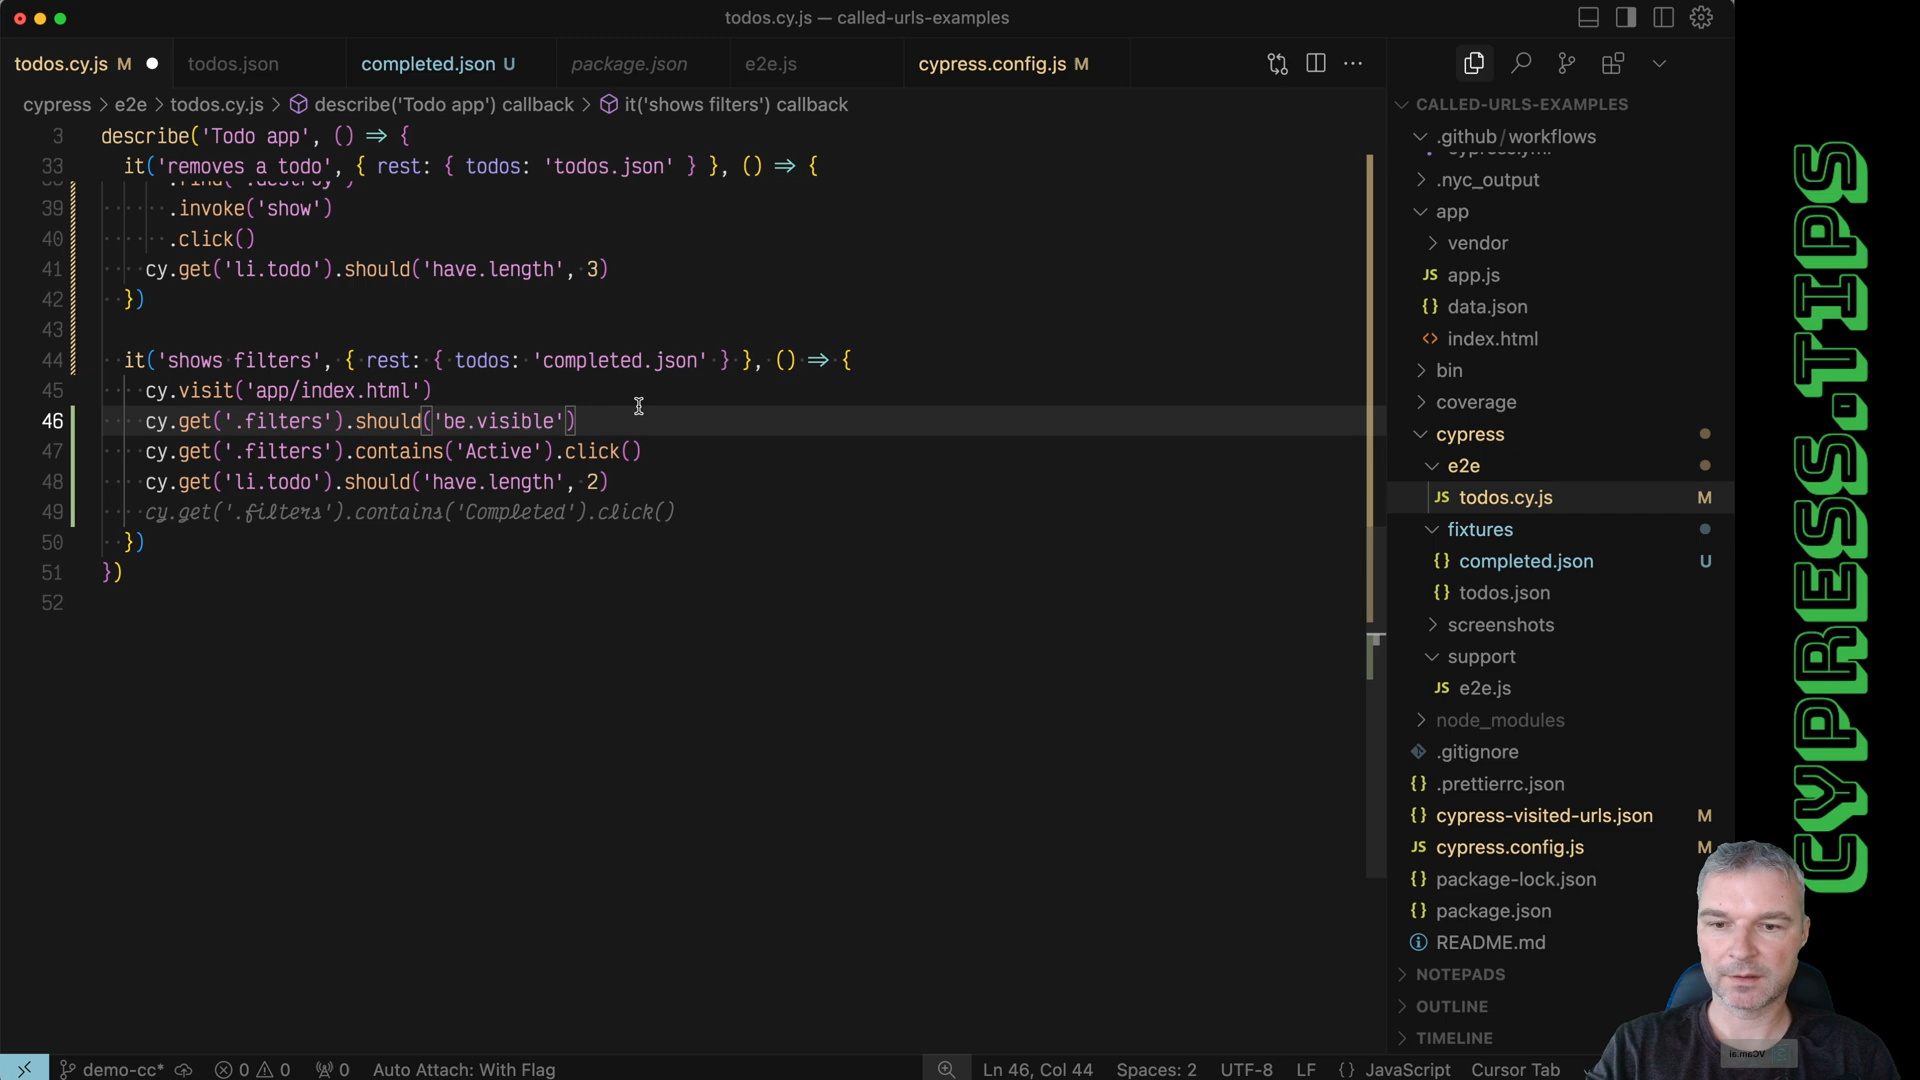 todos.cy.js — called-urls-examples
todos.cy.js M
todos.json
completed.json U
package.json
e2e.js
cypress.config.js M
cypress > e2e > todos.cy.js > describe('Todo app') callback > it('shows filters') callback
3 describe('Todo app', () => {
33 it('removes a todo', { rest: { todos: 'todos.json' } }, () => {
39 .invoke('show')
40 .click()
41 cy.get('li.todo').should('have.length', 3)
42 })
43
44 it('shows filters', { rest: { todos: 'completed.json' } }, () => {
45 cy.visit('app/index.html')
46 cy.get('.filters').should('be.visible')
47 cy.get('.filters').contains('Active').click()
48 cy.get('li.todo').should('have.length', 2)
49 cy.get('.filters').contains('Completed').click()
50 })
51 })
52
CALLED-URLS-EXAMPLES
.github/workflows
.nyc_output
app
vendor
JS app.js
{} data.json
<> index.html
bin
coverage
cypress
e2e
JS todos.cy.js M
fixtures
{} completed.json U
{} todos.json
screenshots
support
JS e2e.js
node_modules
.gitignore
{} .prettierrc.json
{} cypress-visited-urls.json M
JS cypress.config.js M
{} package-lock.json
{} package.json
README.md
NOTEPADS
OUTLINE
TIMELINE
CYPRESS.TIPS
demo-cc* 0 0 0 Auto Attach: With Flag
Ln 46, Col 44 Spaces: 2 UTF-8 LF {} JavaScript Cursor Tab